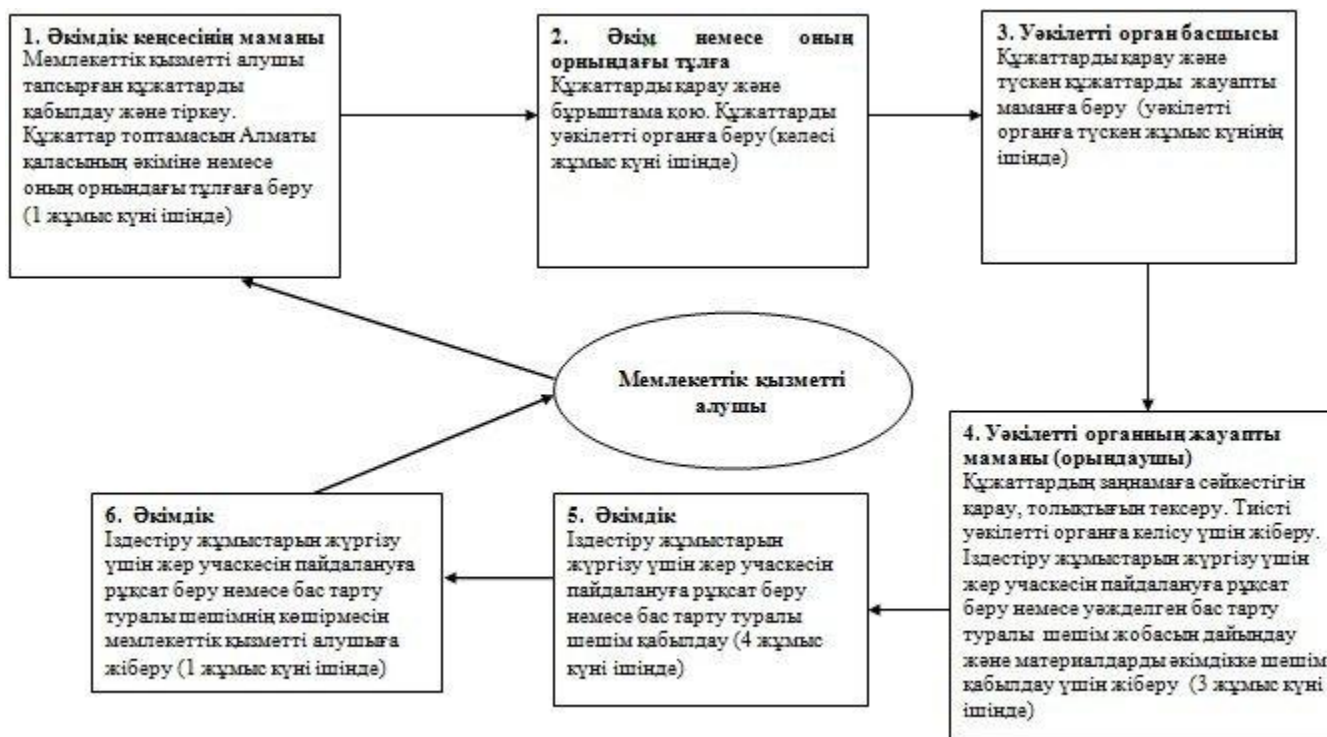 1. Әкімдік кеңсесінің маманы
Мемлекеттік қызметті алушы
тапсырған құжаттарды
қабылдау және тіркеу.
Құжаттар топтамасын Алматы
қаласының әкіміне немесе
оның орнындағы тұлғаға беру
(1 жұмыс күні ішінде)
2. Әкім немесе оның
орнындағы тұлға
Құжаттарды қарау және
бұрыштама қою. Құжаттарды
уәкілетті органға беру (келесі
жұмыс күні ішінде)
3. Уәкілетті орган басшысы
Құжаттарды қарау және
түскен құжаттарды жауапты
маманға беру (уәкілетті
органға түскен жұмыс күнінің
ішінде)
Мемлекеттік қызметті
алушы
4. Уәкілетті органның жауапты
маманы (орындаушы)
Құжаттардың заңнамаға сәйкестігін
қарау, толықтығын тексеру. Тиісті
уәкілетті органға келісу үшін жіберу.
Іздестіру жұмыстарын жүргізу үшін
жер учаскесін пайдалануға рұқсат
беру немесе уәжделген бас тарту
туралы шешім жобасын дайындау
және материалдарды әкімдікке шешім
қабылдау үшін жіберу (3 жұмыс күні
ішінде)
5. Әкімдік
Іздестіру жұмыстарын
жүргізу үшін жер учаскесін
пайдалануға рұқсат беру
немесе бас тарту туралы
шешім қабылдау (4 жұмыс
күні ішінде)
6. Әкімдік
Іздестіру жұмыстарын жүргізу
үшін жер учаскесін пайдалануға
рұқсат беру немесе бас тарту
туралы шешімнің көшірмесін
мемлекеттік қызметті алушыға
жіберу (1 жұмыс күні ішінде)